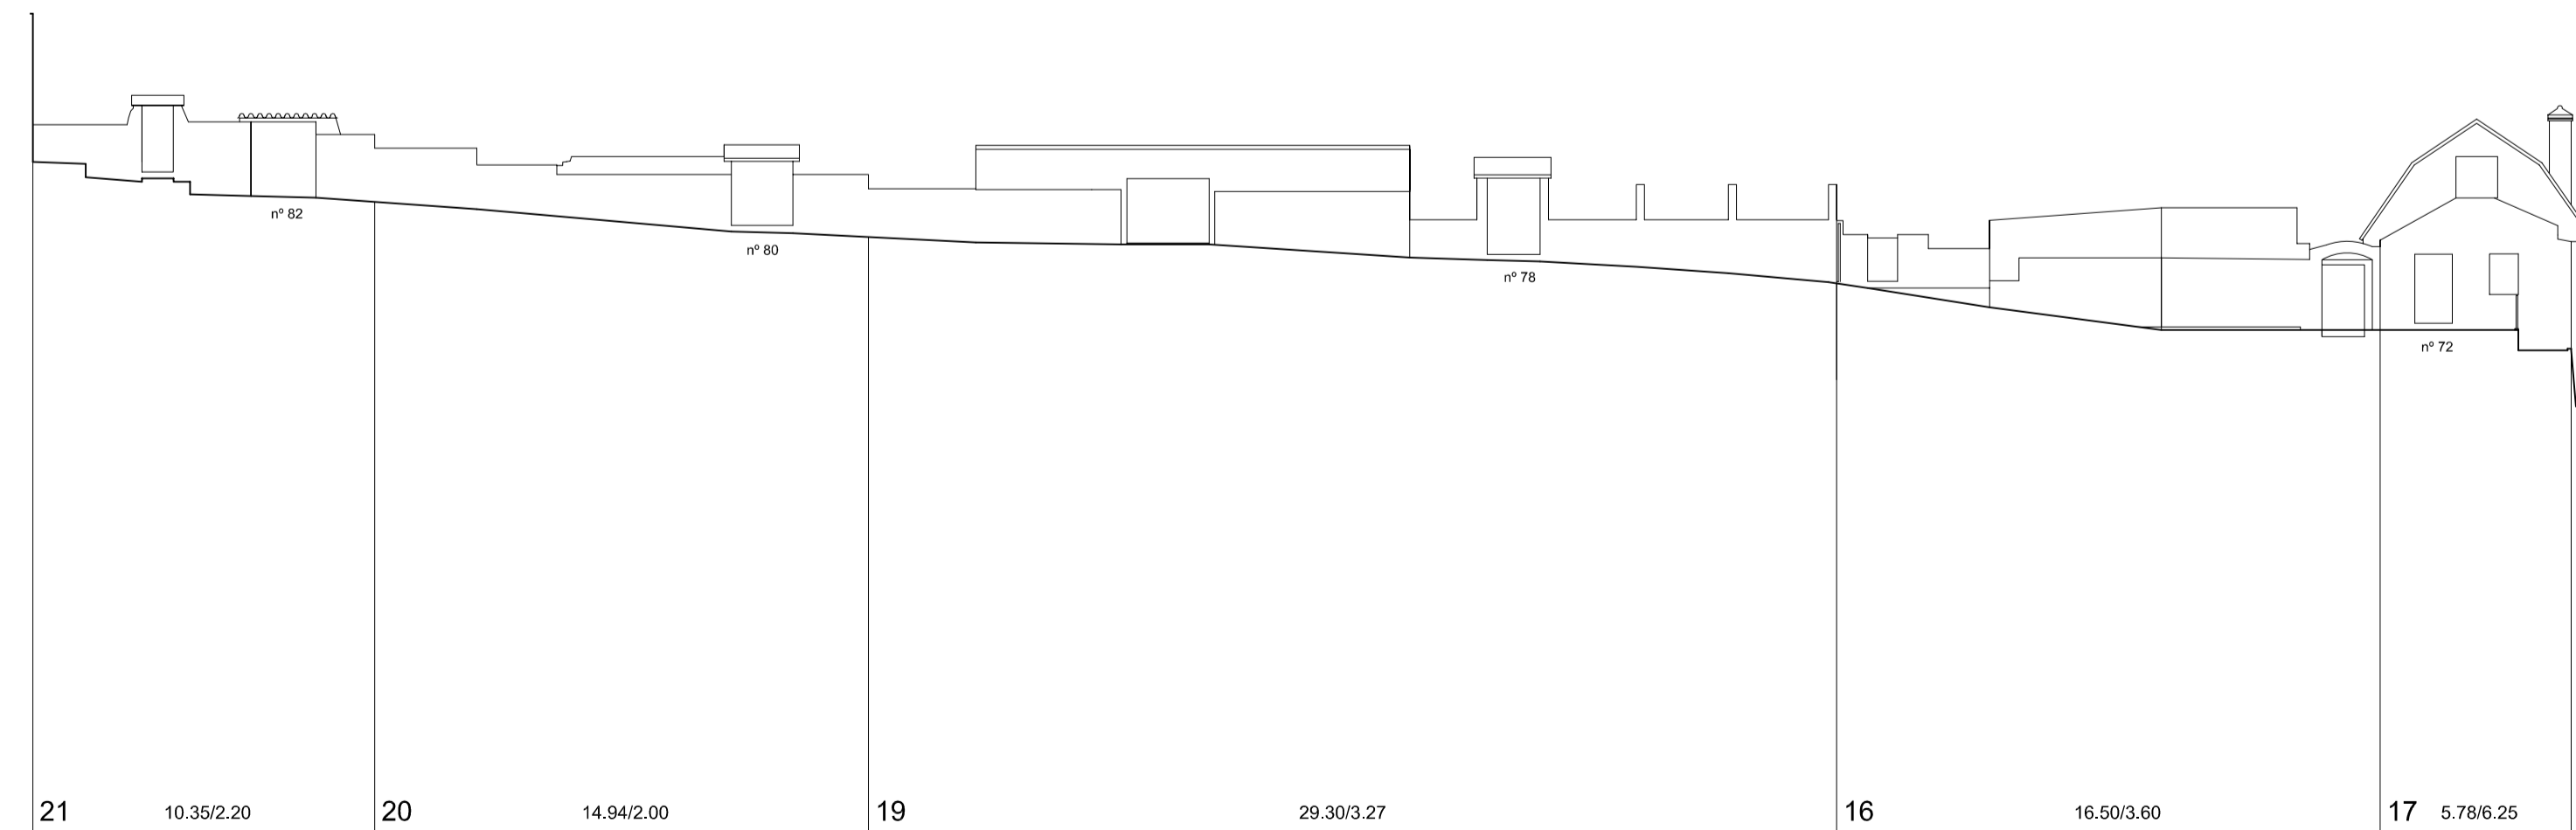 nº 82
nº 80
nº 78
nº 72
21 10.35/2.20 20 14.94/2.00 19 29.30/3.27 16 16.50/3.60 17 5.78/6.25